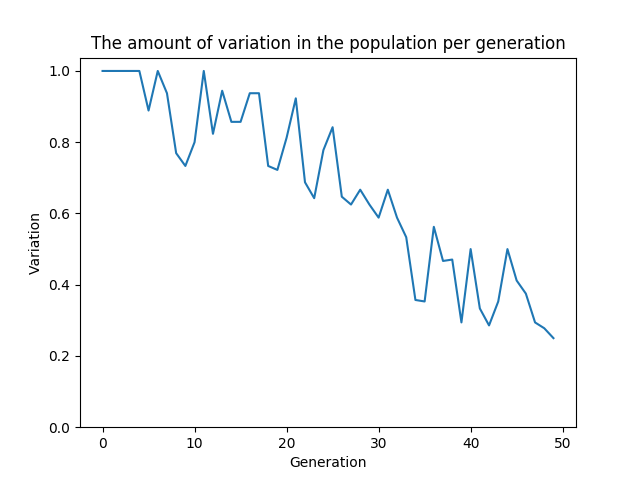 The amount of variation in the population per generation
1.0
0.8
0.6
0.4
0.2
0.0
Variation
0 10 20 30 40 50
Generation